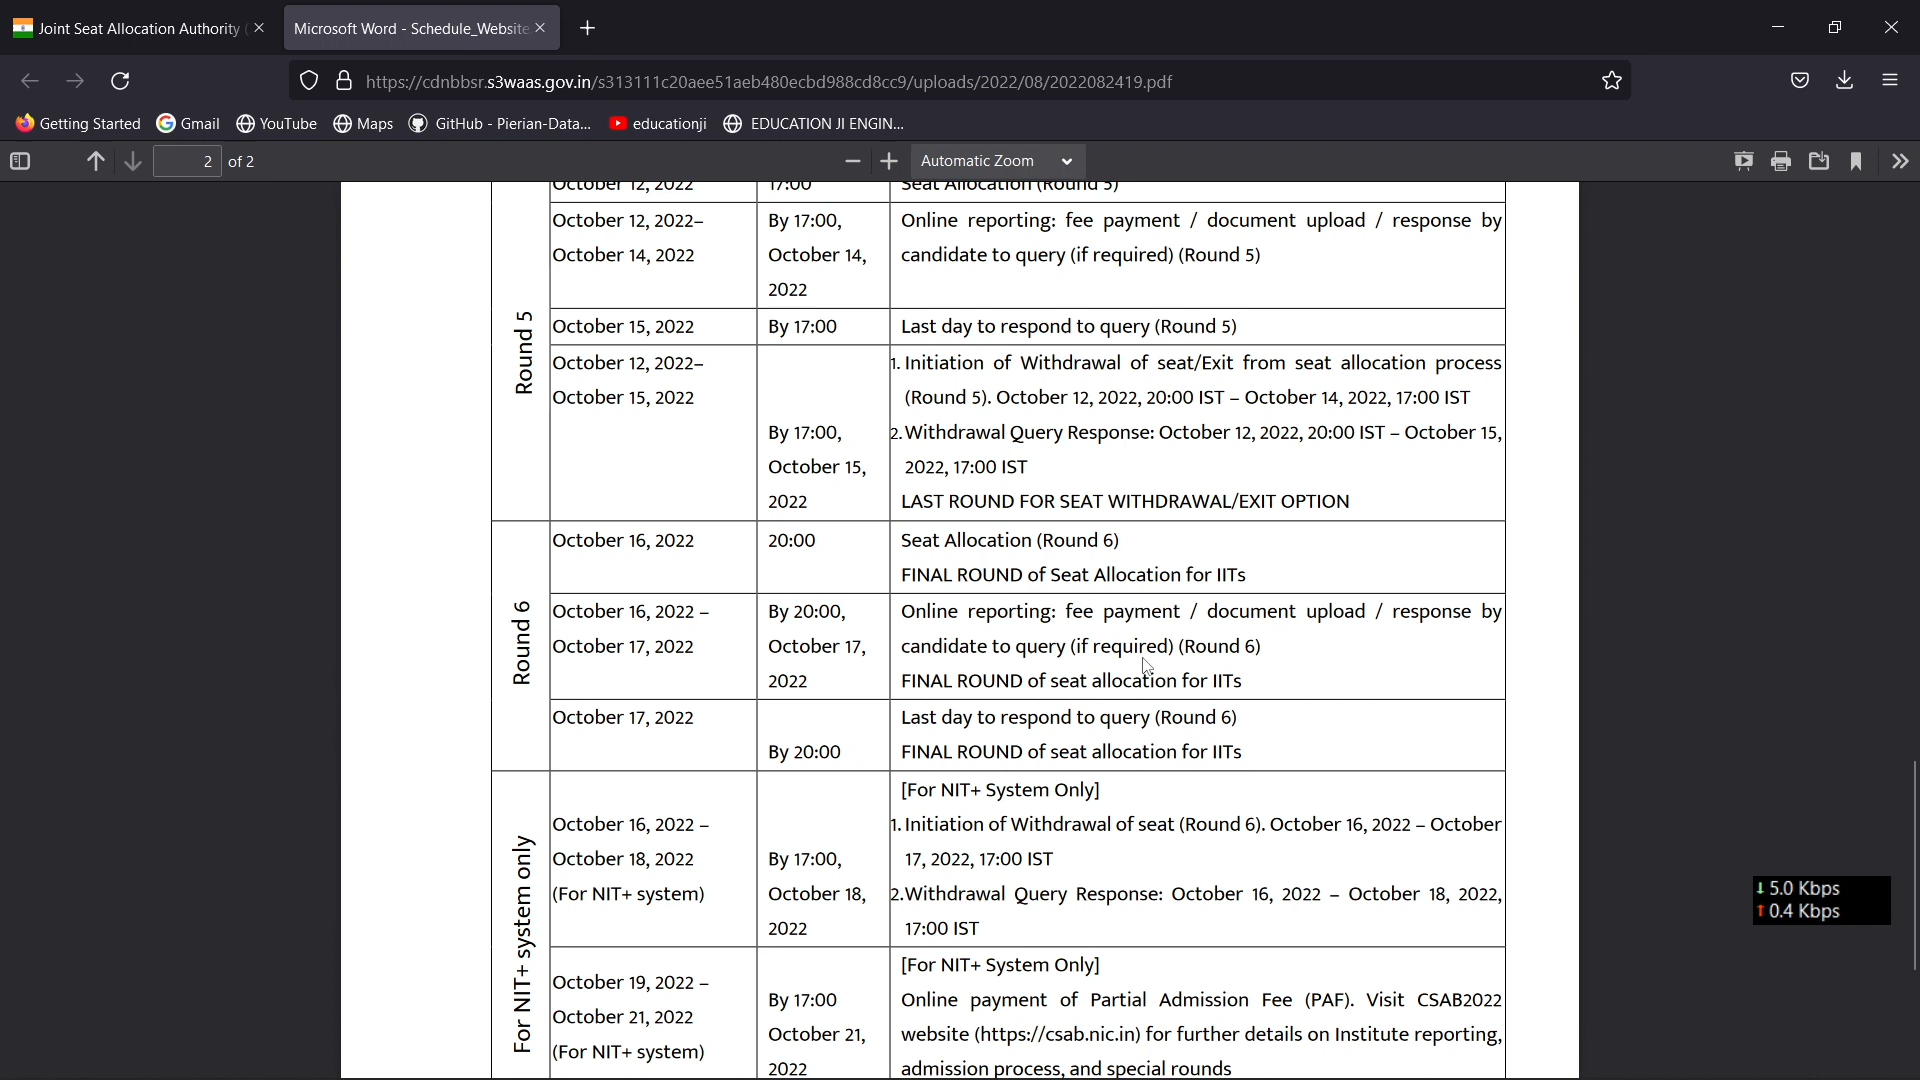 Joint Seat Allocation Authority (
Microsoft Word - Schedule_Website
https://cdnbbsr.s3waas.gov.in/s313111c20aee51aeb480ecbd988cd8cc9/uploads/2022/08/2022082419.pdf
Getting Started Gmail YouTube Maps GitHub - Pierian-Data... educationji EDUCATION JI ENGIN...
2 of 2 Automatic Zoom
October 12, 2022 17:00 Seat Allocation (Round 5)
Round 5
October 12, 2022–
October 14, 2022
By 17:00,
October 14,
2022
Online reporting: fee payment / document upload / response by
candidate to query (if required) (Round 5)
October 15, 2022 By 17:00 Last day to respond to query (Round 5)
October 12, 2022–
October 15, 2022
By 17:00,
October 15,
2022
1. Initiation of Withdrawal of seat/Exit from seat allocation process
(Round 5). October 12, 2022, 20:00 IST – October 14, 2022, 17:00 IST
2. Withdrawal Query Response: October 12, 2022, 20:00 IST – October 15,
2022, 17:00 IST
LAST ROUND FOR SEAT WITHDRAWAL/EXIT OPTION
Round 6
October 16, 2022 20:00 Seat Allocation (Round 6)
FINAL ROUND of Seat Allocation for IITs
October 16, 2022 –
October 17, 2022
By 20:00,
October 17,
2022
Online reporting: fee payment / document upload / response by
candidate to query (if required) (Round 6)
FINAL ROUND of seat allocation for IITs
October 17, 2022
By 20:00
Last day to respond to query (Round 6)
FINAL ROUND of seat allocation for IITs
For NIT+ system only
October 16, 2022 –
October 18, 2022
(For NIT+ system)
By 17:00,
October 18,
2022
[For NIT+ System Only]
1. Initiation of Withdrawal of seat (Round 6). October 16, 2022 – October
17, 2022, 17:00 IST
2.Withdrawal Query Response: October 16, 2022 – October 18, 2022,
17:00 IST
October 19, 2022 –
October 21, 2022
(For NIT+ system)
By 17:00
October 21,
2022
[For NIT+ System Only]
Online payment of Partial Admission Fee (PAF). Visit CSAB2022
website (https://csab.nic.in) for further details on Institute reporting,
admission process, and special rounds
↓ 5.0 Kbps
↑ 0.4 Kbps